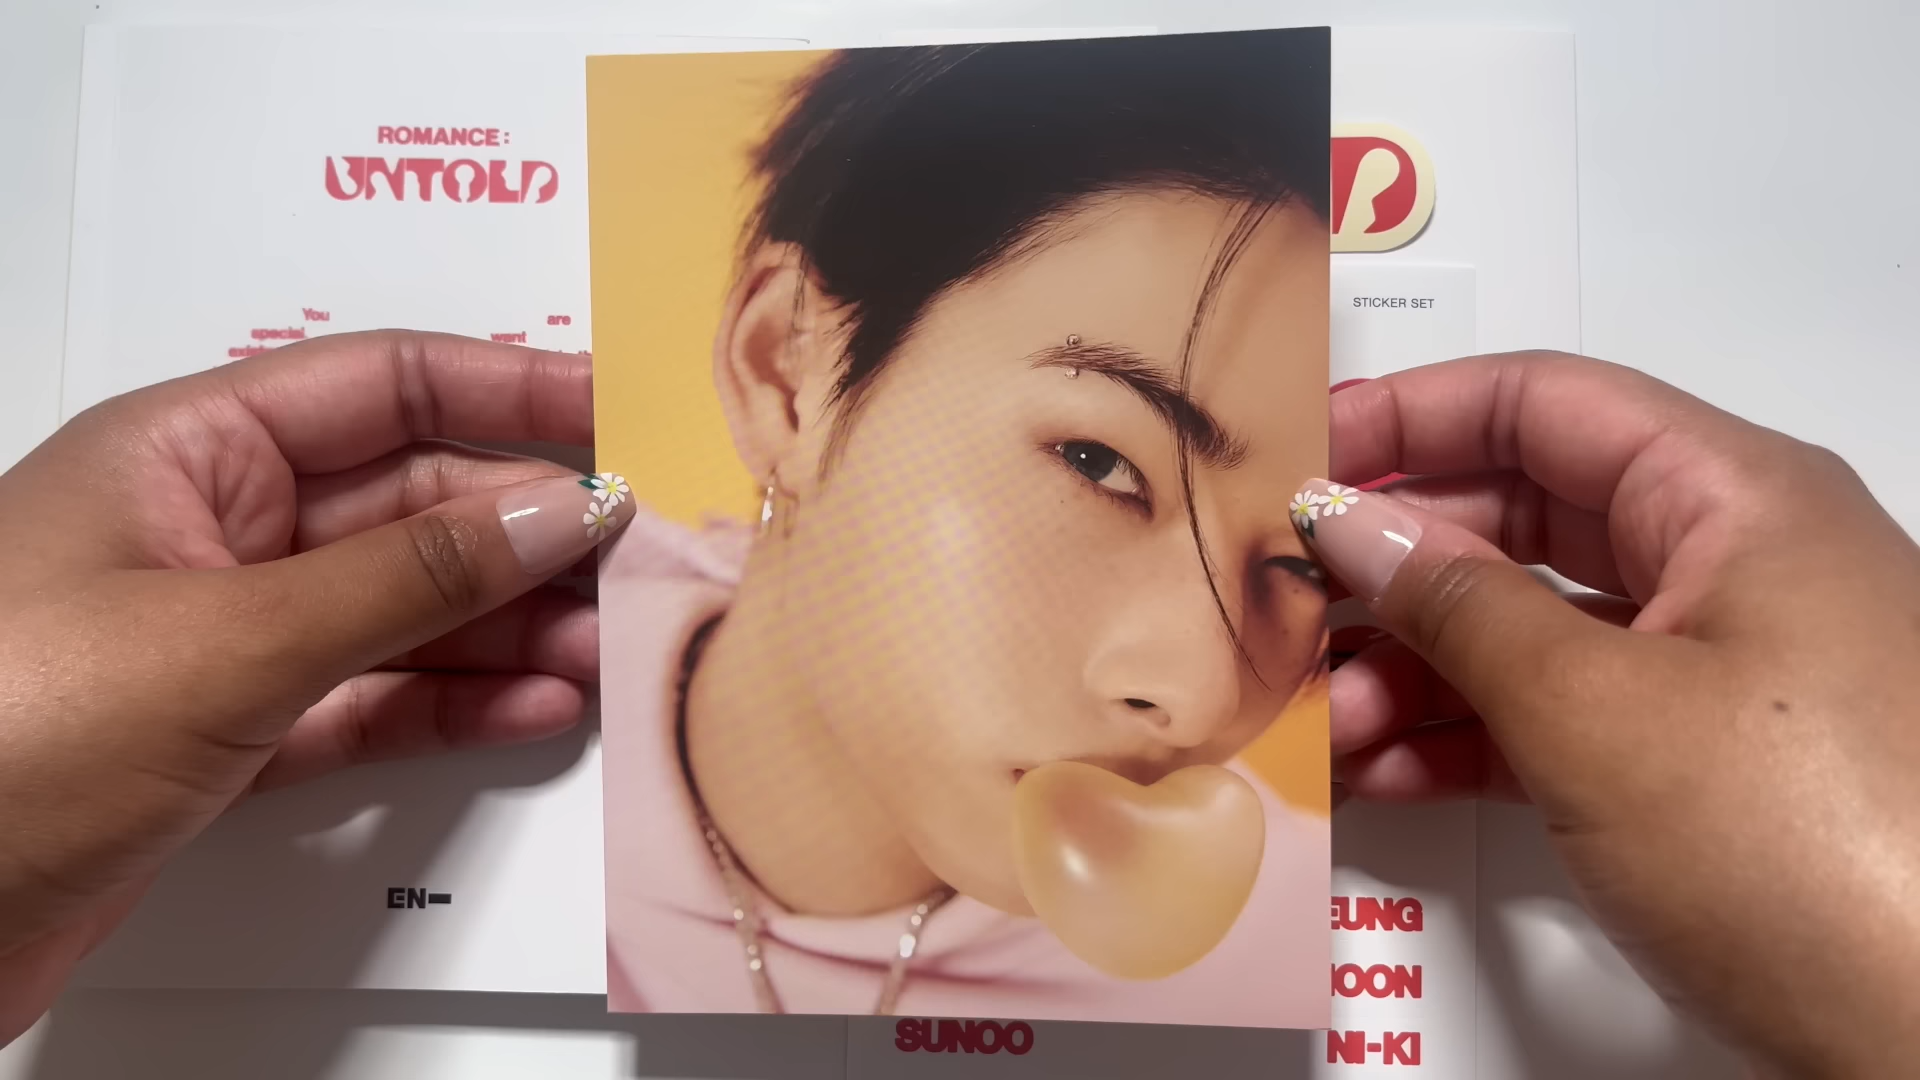 ROMANCE:
UNTOLD
You
are
special
want
EN-
STICKER SET
EUNG
OON
SUNOO
NI-KI